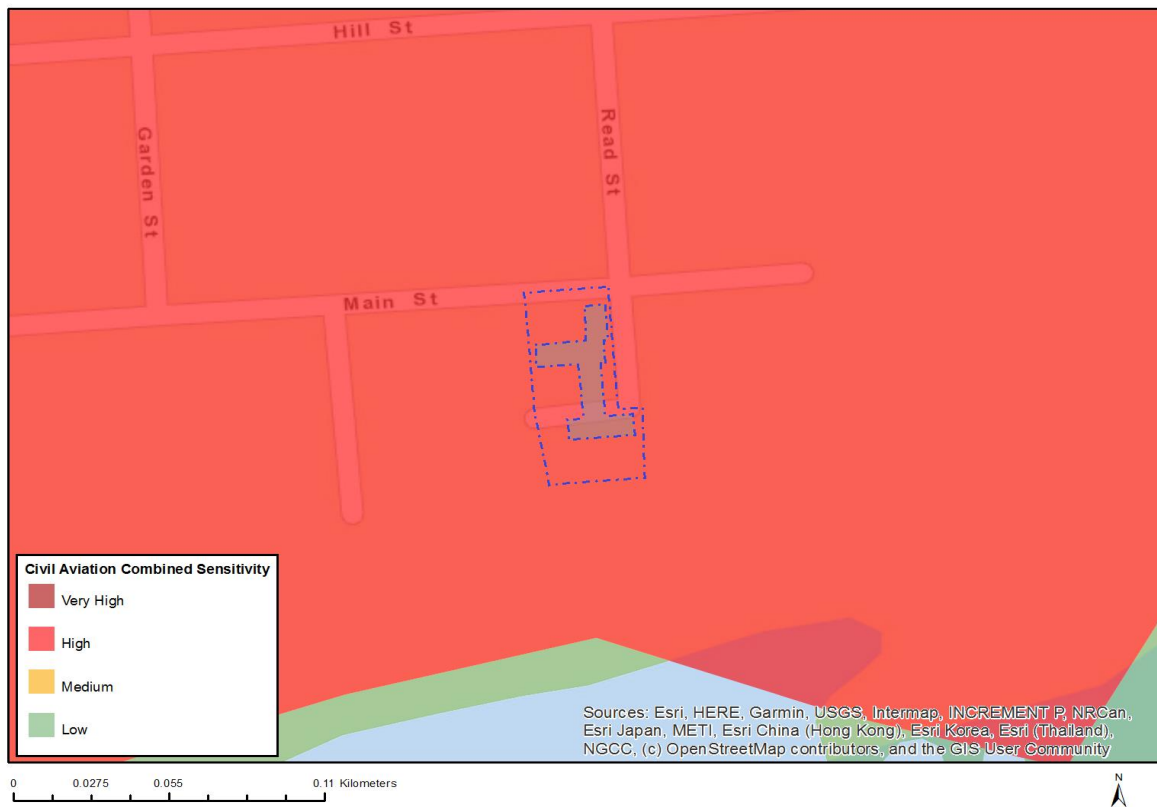 Hill St
Garden St
Read St
Main St
Civil Aviation Combined Sensitivity
Very High
High
Medium
Low
Sources: Esri, HERE, Garmin, USGS, Intermap, INCREMENT P, NRCan,
Esri Japan, METI, Esri China (Hong Kong), Esri Korea, Esri (Thailand),
NGCC, (c) OpenStreetMap contributors, and the GIS User Community
0 0.0275 0.055 0.11 Kilometers
N